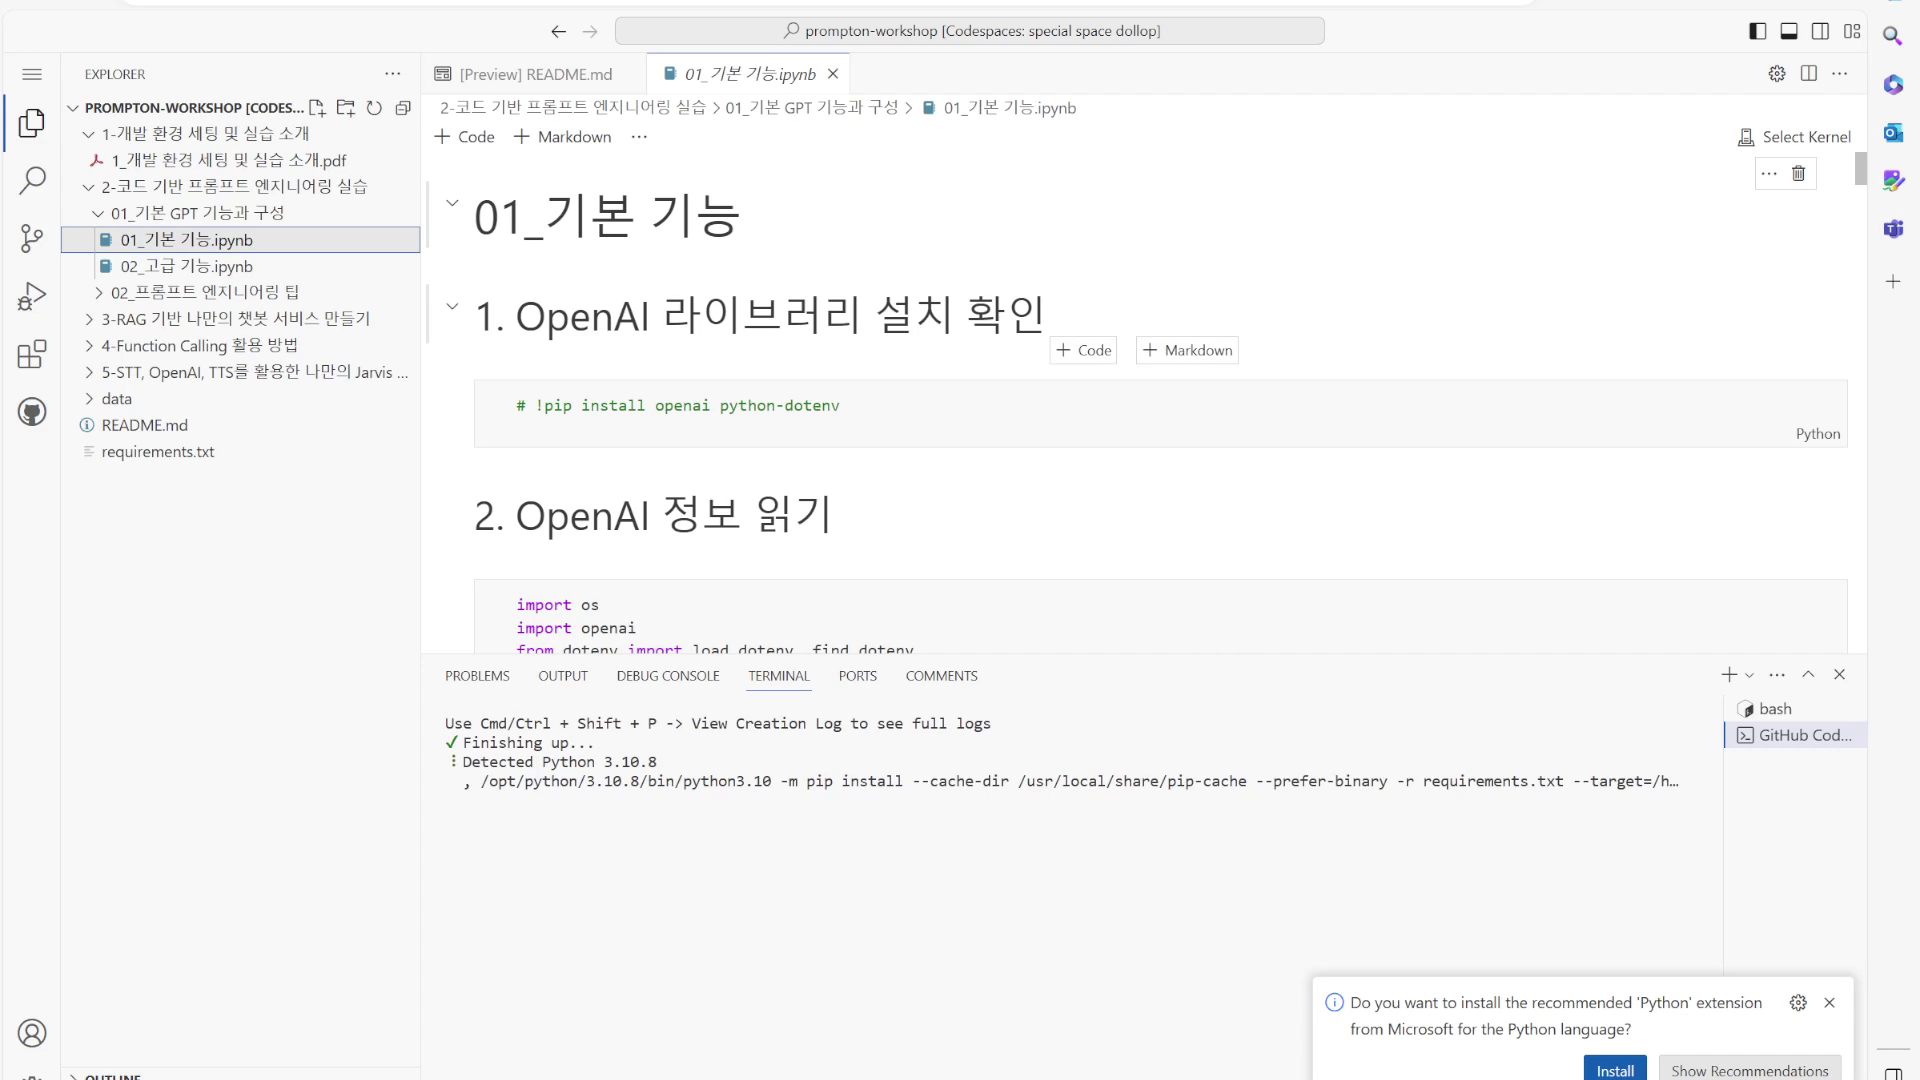 prompton-workshop [Codespaces: special space dollop]
EXPLORER
[Preview] README.md
01_기본 기능.ipynb
PROMPTON-WORKSHOP [CODES...
1-개발 환경 세팅 및 실습 소개
1_개발 환경 세팅 및 실습 소개.pdf
2-코드 기반 프롬프트 엔지니어링 실습
01_기본 GPT 기능과 구성
01_기본 기능.ipynb
02_고급 기능.ipynb
02_프롬프트 엔지니어링 팁
3-RAG 기반 나만의 챗봇 서비스 만들기
4-Function Calling 활용 방법
5-STT, OpenAI, TTS를 활용한 나만의 Jarvis ...
data
README.md
requirements.txt
OUTLINE
2-코드 기반 프롬프트 엔지니어링 실습 > 01_기본 GPT 기능과 구성 > 01_기본 기능.ipynb
+ Code + Markdown ...
Select Kernel
01_기본 기능
1. OpenAI 라이브러리 설치 확인
+ Code + Markdown
# !pip install openai python-dotenv
Python
2. OpenAI 정보 읽기
import os
import openai
from dotenv import load_dotenv, find_dotenv
PROBLEMS OUTPUT DEBUG CONSOLE TERMINAL PORTS COMMENTS
Use Cmd/Ctrl + Shift + P -> View Creation Log to see full logs
✓ Finishing up...
⠸ Detected Python 3.10.8
, /opt/python/3.10.8/bin/python3.10 -m pip install --cache-dir /usr/local/share/pip-cache --prefer-binary -r requirements.txt --target=/h…
bash
GitHub Cod...
Do you want to install the recommended 'Python' extension
from Microsoft for the Python language?
Install
Show Recommendations